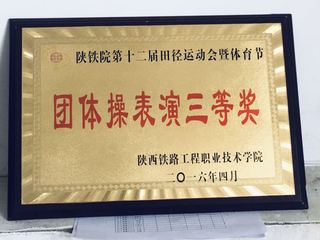 陕铁院第十二届田径运动会暨体育节
团体操表演三等奖
陕西铁路工程职业技术学院
二〇一六年四月